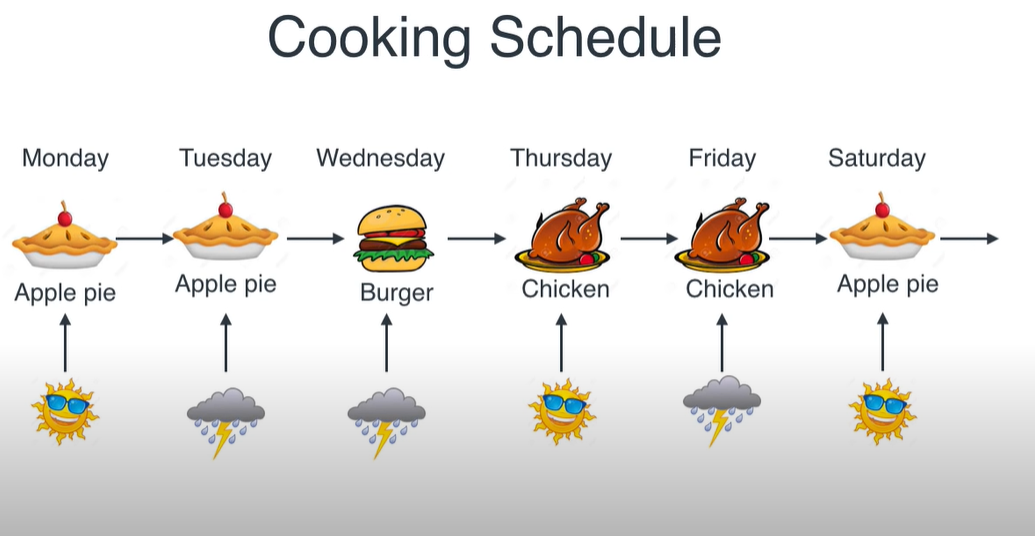 Cooking Schedule
Monday Tuesday Wednesday Thursday Friday Saturday
Apple pie Apple pie Burger Chicken Chicken Apple pie